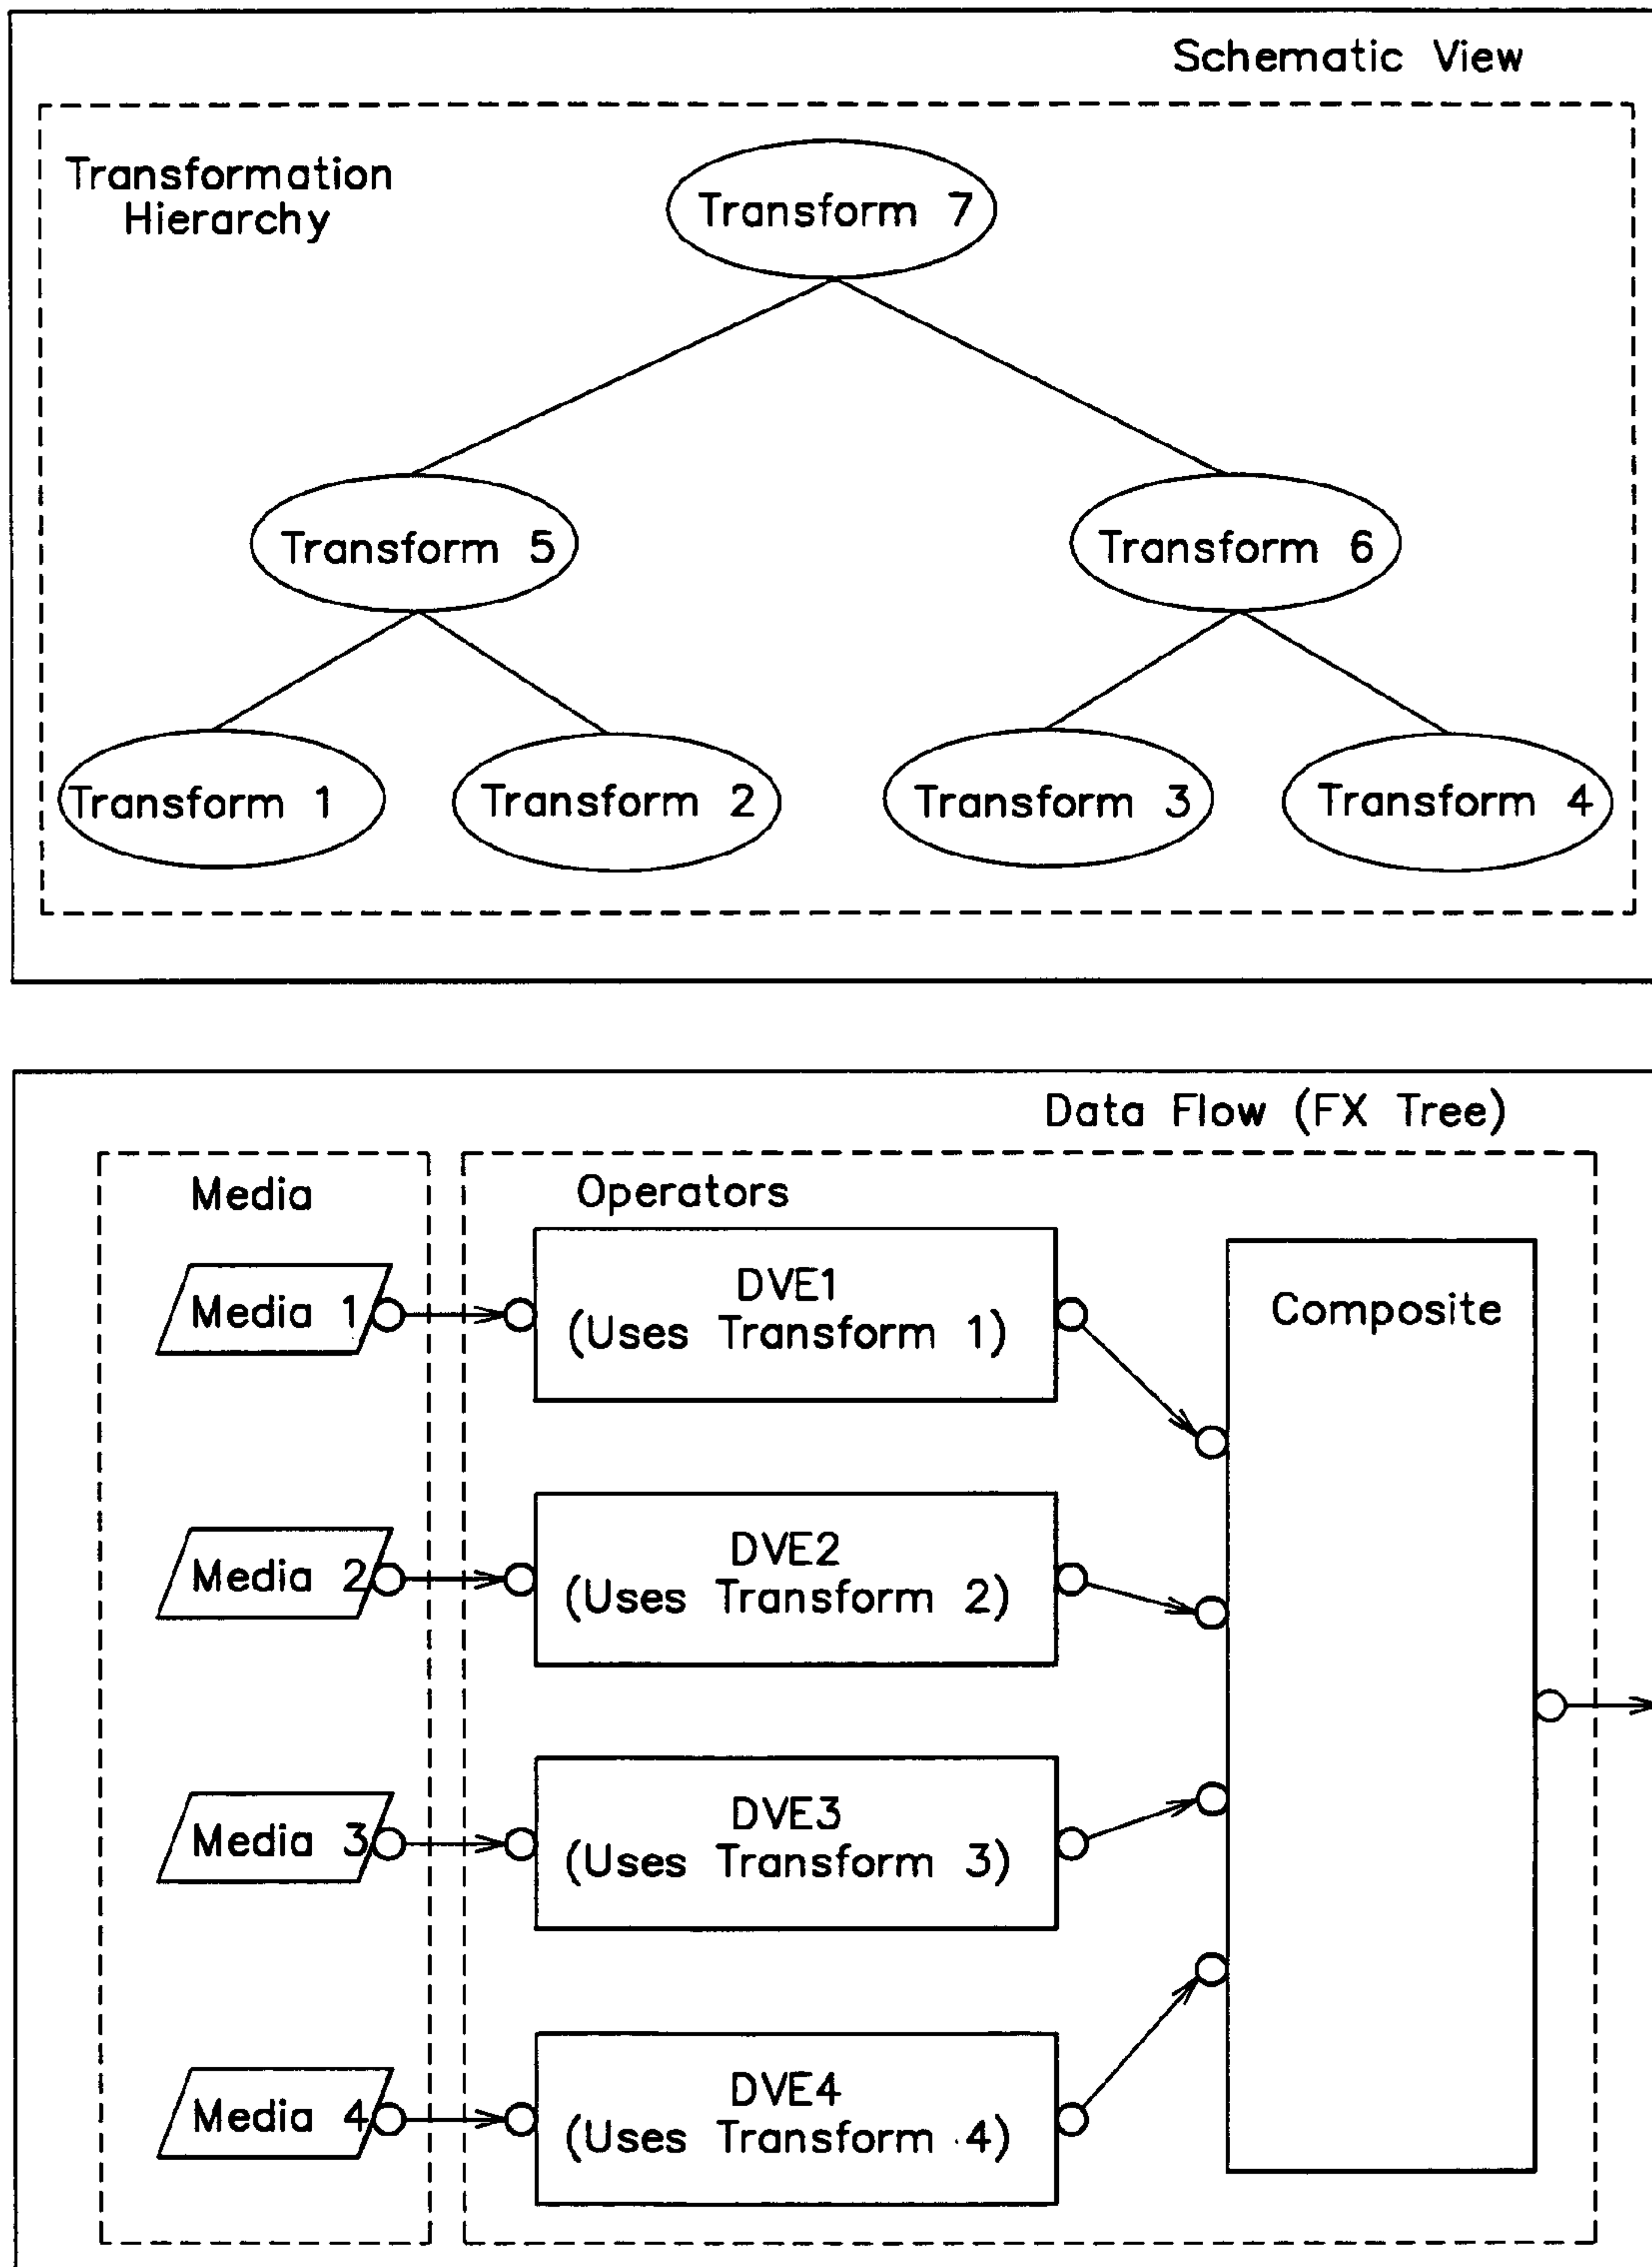 Schematic View
Transformation
Hierarchy
Transform 7
Transform 5
Transform 6
Transform 1
Transform 2
Transform 3
Transform 4
Data Flow (FX Tree)
Media
Operators
Media 1
DVE1
(Uses Transform 1)
Composite
Media 2
DVE2
(Uses Transform 2)
Media 3
DVE3
(Uses Transform 3)
Media 4
DVE4
(Uses Transform 4)